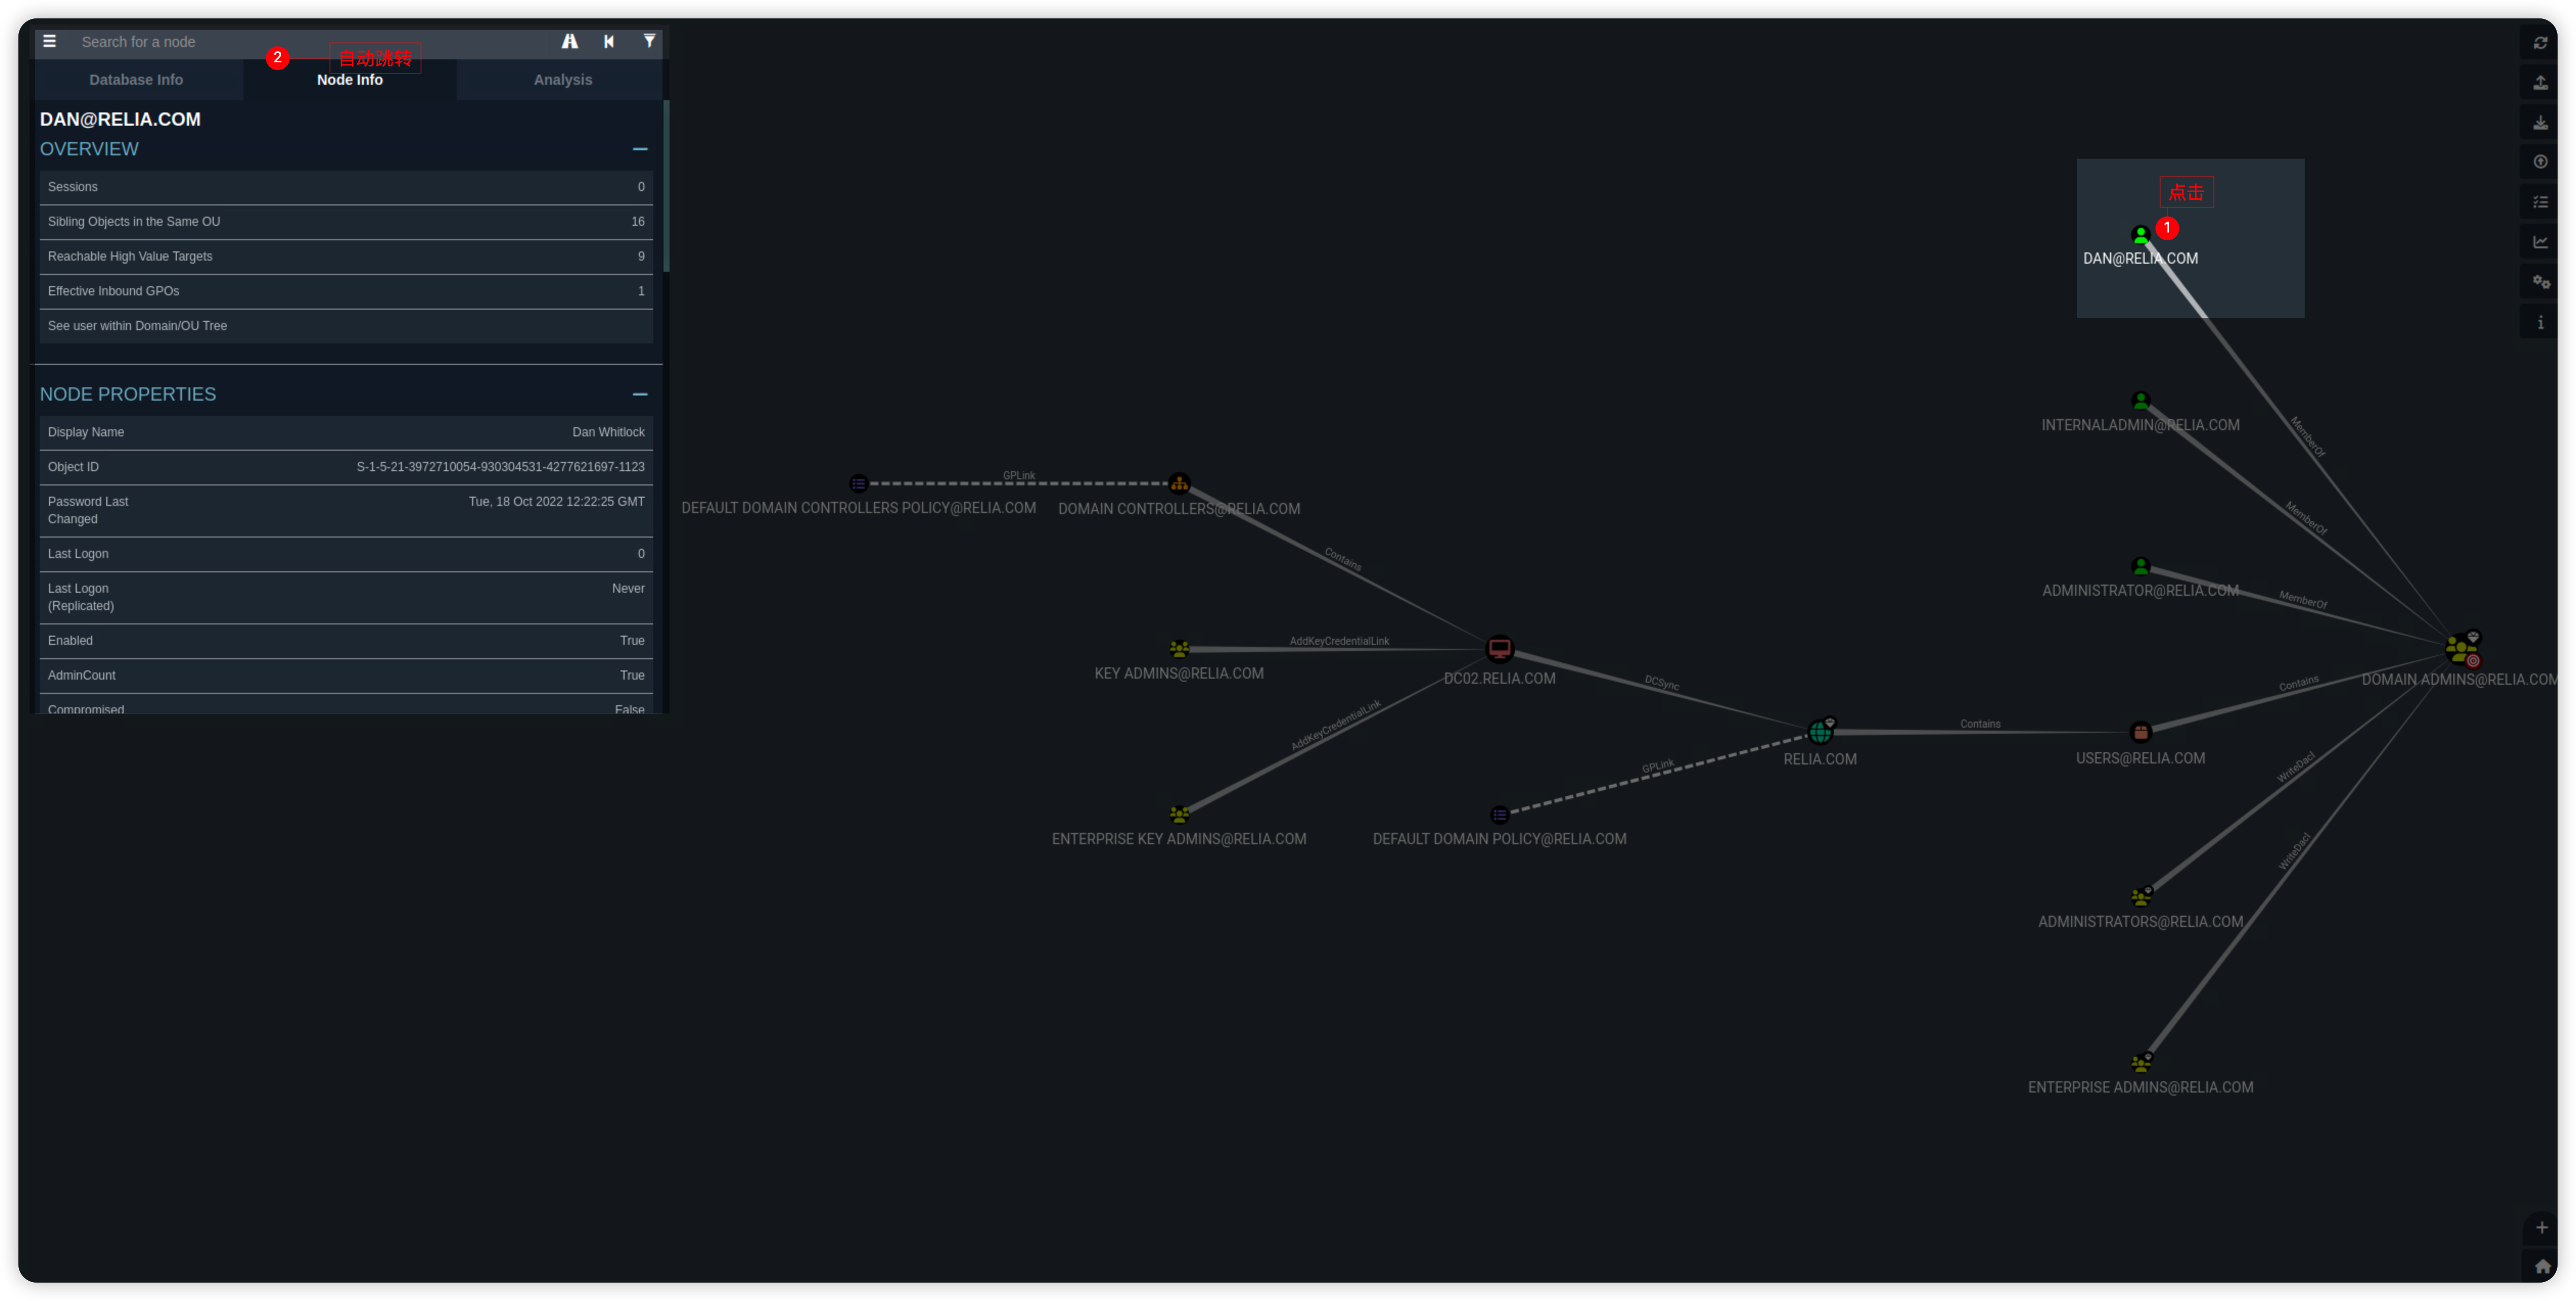 Search for a node
2
自动跳转
Database Info
Node Info
Analysis
DAN@RELIA.COM
OVERVIEW
Sessions 0
Sibling Objects in the Same OU 16
Reachable High Value Targets 9
Effective Inbound GPOs 1
See user within Domain/OU Tree
NODE PROPERTIES
Display Name Dan Whitlock
Object ID S-1-5-21-3972710054-930304531-4277621697-1123
Password Last Changed Tue, 18 Oct 2022 12:22:25 GMT
Last Logon 0
Last Logon (Replicated) Never
Enabled True
AdminCount True
Compromised False
点击
1
DAN@RELIA.COM
MemberOf
INTERNALADMIN@RELIA.COM
MemberOf
GPLink
DEFAULT DOMAIN CONTROLLERS POLICY@RELIA.COM
DOMAIN CONTROLLERS@RELIA.COM
Contains
ADMINISTRATOR@RELIA.COM
MemberOf
AddKeyCredentialLink
KEY ADMINS@RELIA.COM
DC02.RELIA.COM
DCSync
Contains
DOMAIN ADMINS@RELIA.COM
AddKeyCredentialLink
Contains
RELIA.COM
USERS@RELIA.COM
GPLink
WriteDacl
ENTERPRISE KEY ADMINS@RELIA.COM
DEFAULT DOMAIN POLICY@RELIA.COM
WriteDacl
ADMINISTRATORS@RELIA.COM
ENTERPRISE ADMINS@RELIA.COM